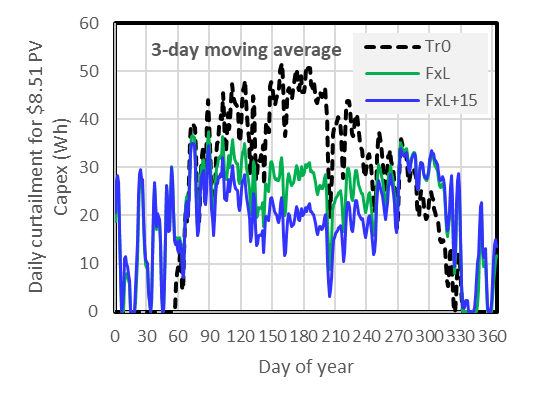 Daily curtailment for $8.51 PV
Capex (Wh)
60
50
40
30
20
10
0
3-day moving average
Tr0
FxL
FxL+15
0 30 60 90 120 150 180 210 240 270 300 330 360
Day of year